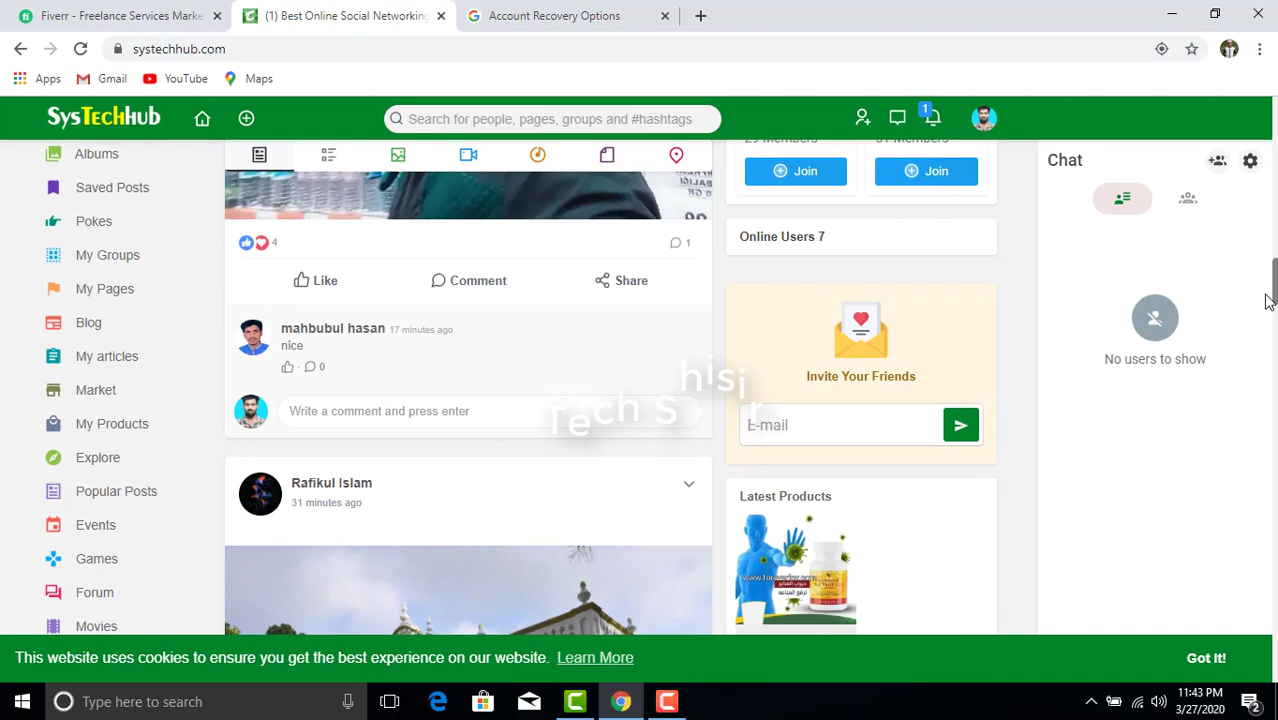 Fiverr - Freelance Services Marke
(1) Best Online Social Networking
Account Recovery Options
systechhub.com
Apps
Gmail
YouTube
Maps
SysTechHub
Search for people, pages, groups and #hashtags
1
Albums
Saved Posts
Pokes
My Groups
My Pages
Blog
My articles
Market
My Products
Explore
Popular Posts
Events
Games
Forum
Movies
4
1
Like
Comment
Share
mahbubul hasan 17 minutes ago
nice
0
Write a comment and press enter
Rafikul Islam
31 minutes ago
Join
Join
Online Users 7
Invite Your Friends
E-mail
Latest Products
Chat
No users to show
This website uses cookies to ensure you get the best experience on our website. Learn More
Got It!
Type here to search
11:43 PM
3/27/2020
2